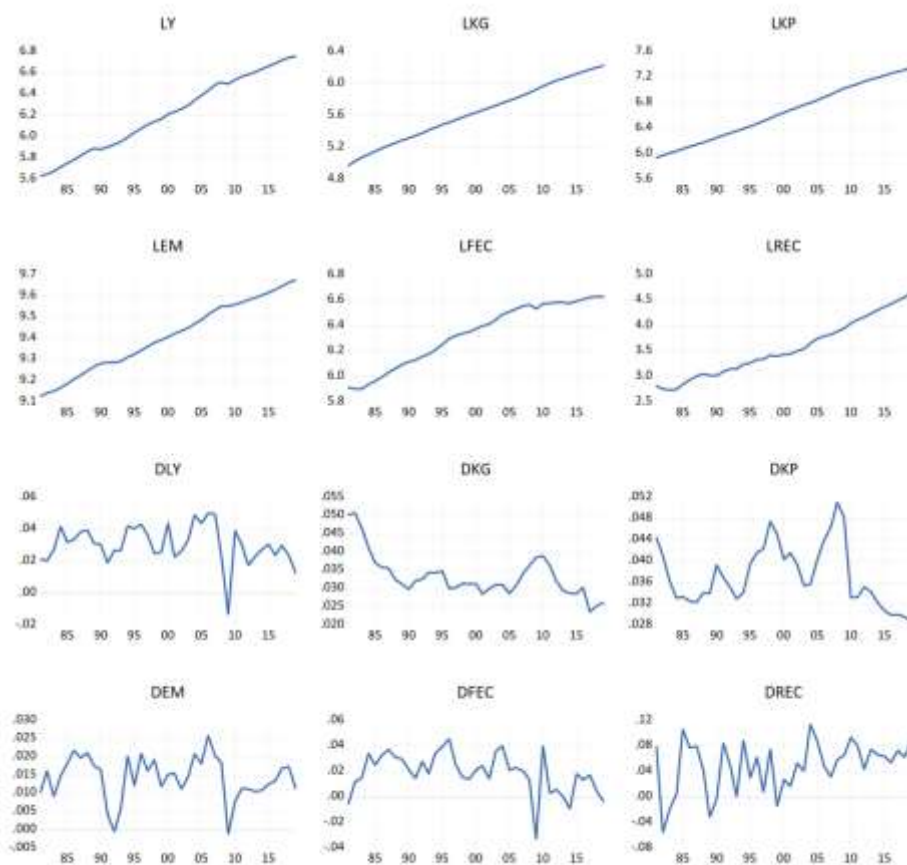 LY LKG LKP
6.8 6.4 7.6
6.6 7.2
6.4 6.0
6.2 6.8
5.6
6.0 6.4
5.2
5.8 6.0
5.6 4.8 5.6
85 90 95 00 05 10 15 85 90 95 00 05 10 15 85 90 95 00 05 10 15
LEM LFEC LREC
9.7 6.8 5.0
9.6 6.6 4.5
9.5 4.0
6.4
9.4 3.5
6.2
9.3
3.0
9.2 6.0
9.1 5.8 2.5
85 90 95 00 05 10 15 85 90 95 00 05 10 15 85 90 95 00 05 10 15
DLY DKG DKP
.06 .055 .052
.050 .048
.04
.045 .044
.02 .040
.040
.035
.00 .036
.030
.025 .032
-.02 .020 .028
85 90 95 00 05 10 15 85 90 95 00 05 10 15 85 90 95 00 05 10 15
DEM DFEC DREC
.030 .06 .12
.025
.04 .08
.020
.015 .02 .04
.010
.00 .00
.005
-.02 -.04
.000
-.005 -.04 -.08
85 90 95 00 05 10 15 85 90 95 00 05 10 15 85 90 95 00 05 10 15